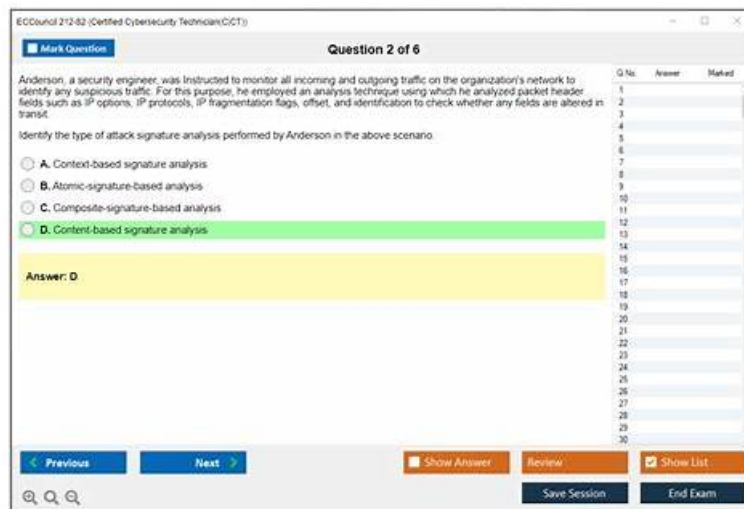 ECCouncil 212-82 (Certified Cybersecurity Technician(C|CT))
Mark Question
Question 2 of 6
Anderson, a security engineer, was Instructed to monitor all incoming and outgoing traffic on the organization's network to
identify any suspicious traffic. For this purpose, he employed an analysis technique using which he analyzed packet header
fields such as IP options, IP protocols, IP fragmentation flags, offset, and identification to check whether any fields are altered in
transit.
Identify the type of attack signature analysis performed by Anderson in the above scenario.
A. Context-based signature analysis
B. Atomic-signature-based analysis
C. Composite-signature-based analysis
D. Content-based signature analysis
Answer: D
Q No. Answer Marked
1
2
3
4
5
6
7
8
9
10
11
12
13
14
15
16
17
18
19
20
21
22
23
24
25
26
27
28
29
30
Previous
Next
Show Answer
Review
Show List
Save Session
End Exam